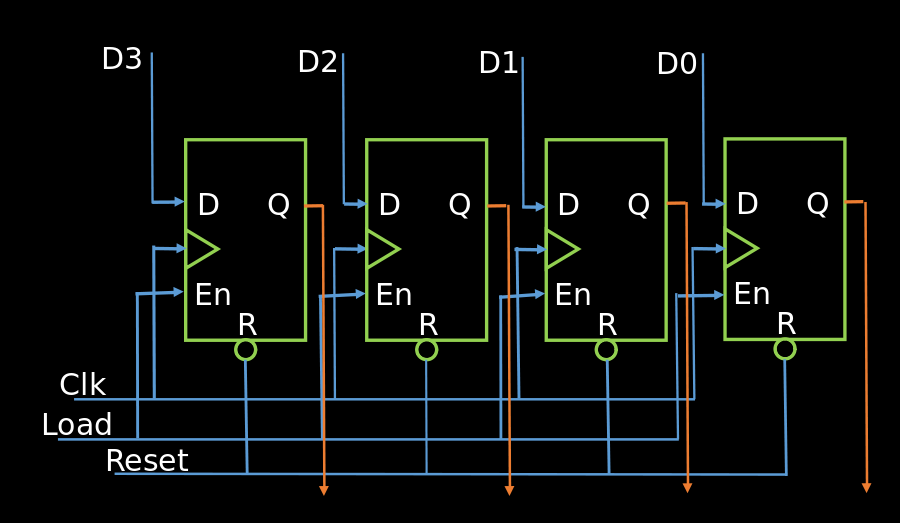 D3 D2 D1 D0
D Q D Q D Q D Q
En En En En
R R R R
Clk
Load
Reset